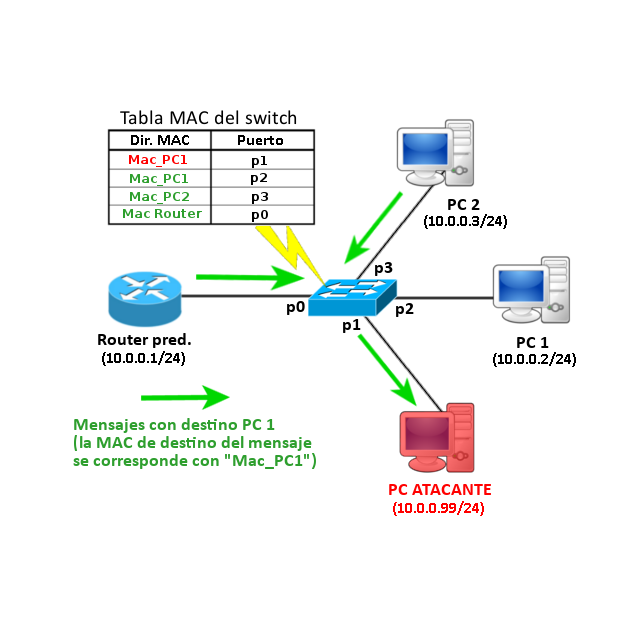 Tabla MAC del switch
Dir. MAC Puerto
Mac_PC1 p1
Mac_PC1 p2
Mac_PC2 p3
Mac Router p0
PC 2
(10.0.0.3/24)
p3
p0
p2
p1
Router pred.
(10.0.0.1/24)
PC 1
(10.0.0.2/24)
Mensajes con destino PC 1
(la MAC de destino del mensaje
se corresponde con "Mac_PC1")
PC ATACANTE
(10.0.0.99/24)